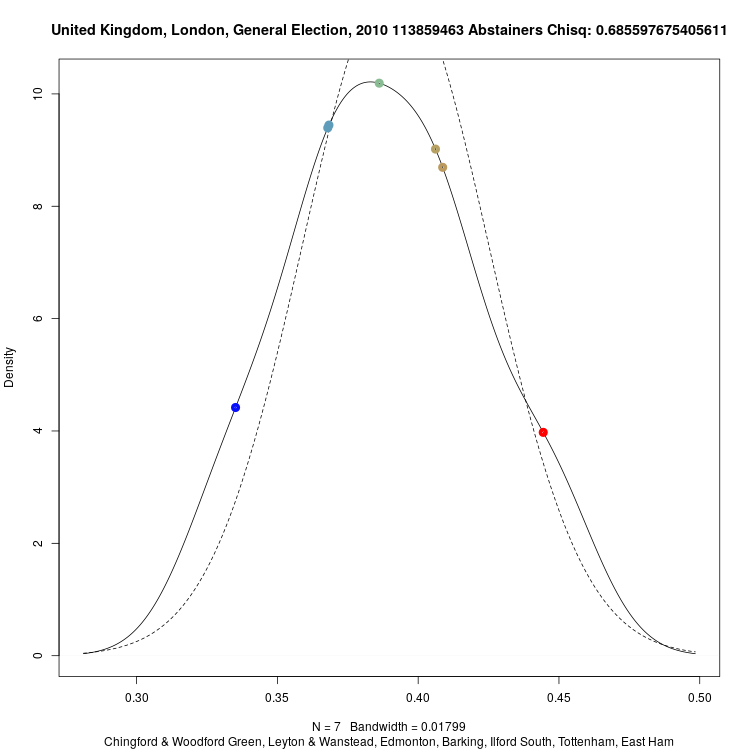 United Kingdom, London, General Election, 2010 113859463 Abstainers Chisq: 0.685597675405611
10
8
6
4
2
0
Density
0.30 0.35 0.40 0.45 0.50
N = 7 Bandwidth = 0.01799
Chingford & Woodford Green, Leyton & Wanstead, Edmonton, Barking, Ilford South, Tottenham, East Ham